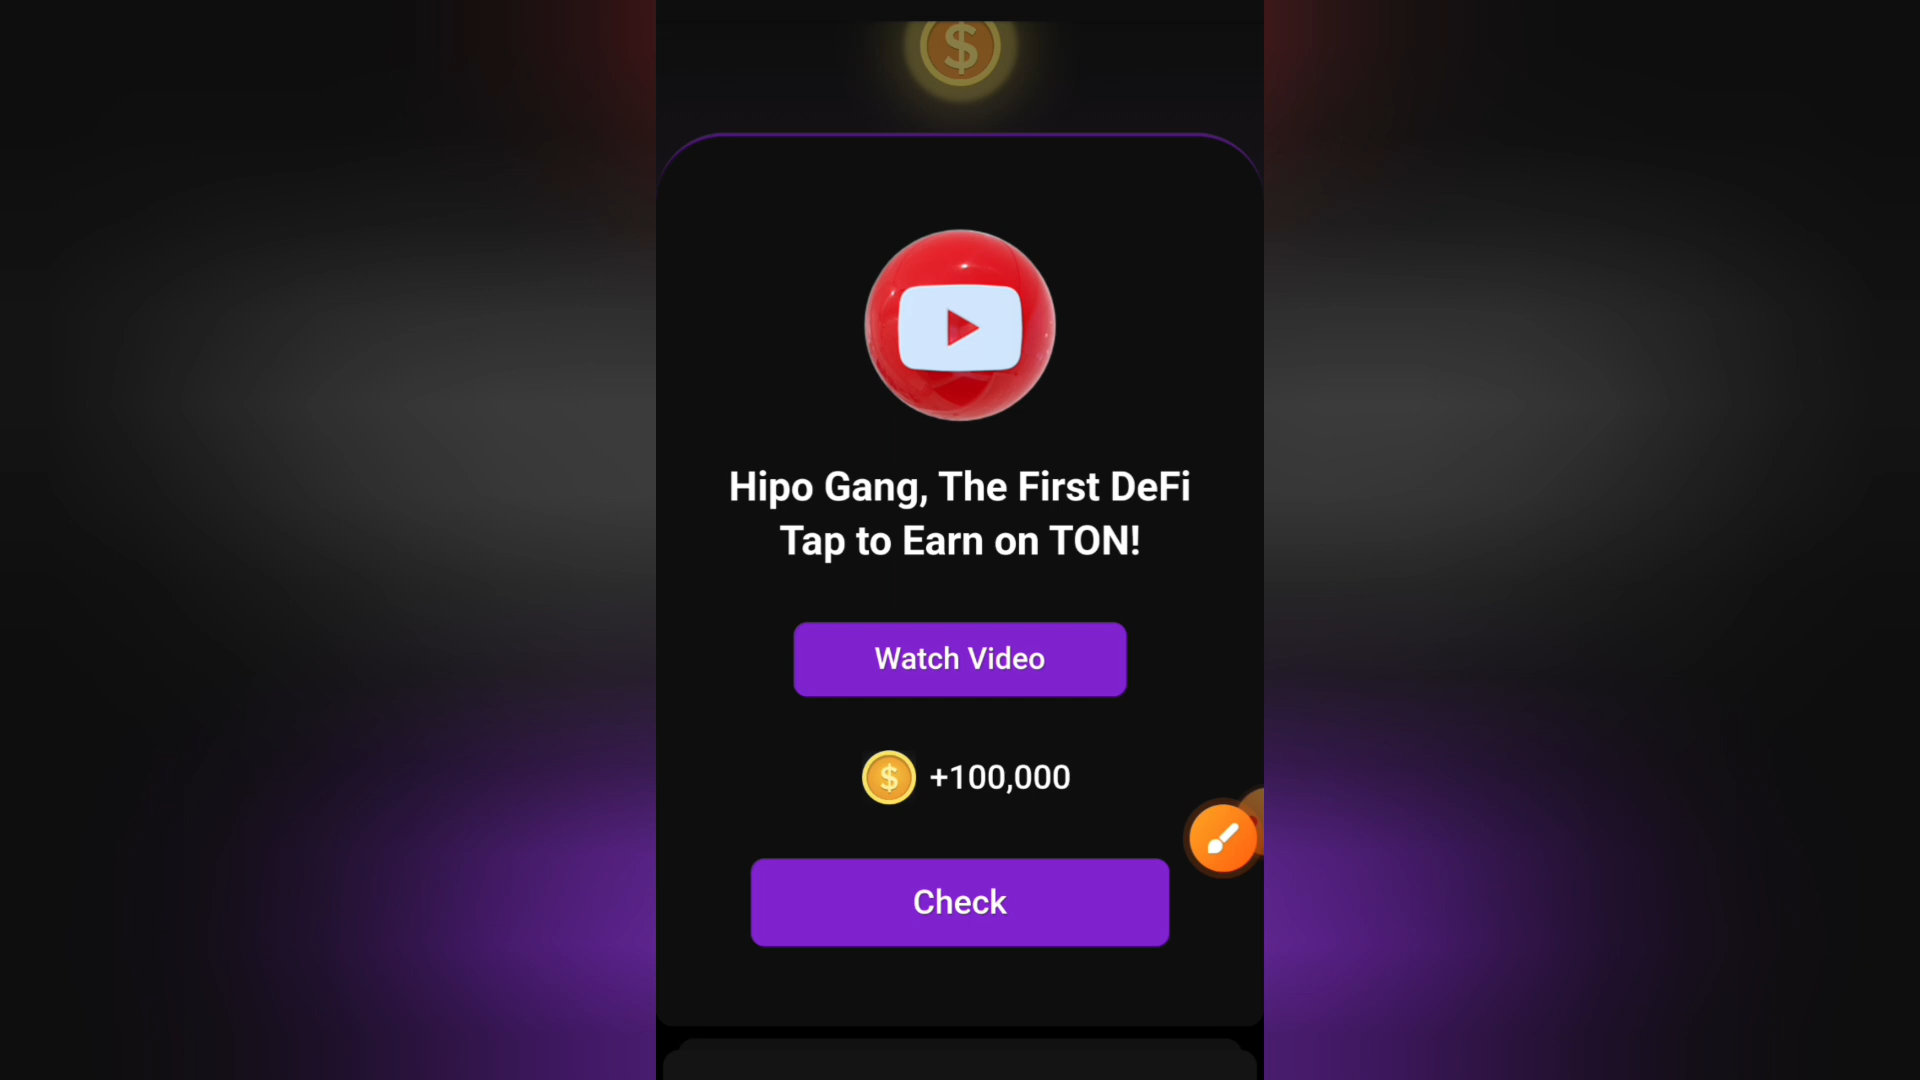 $
Hipo Gang, The First DeFi
Tap to Earn on TON!
Watch Video
$ +100,000
Check